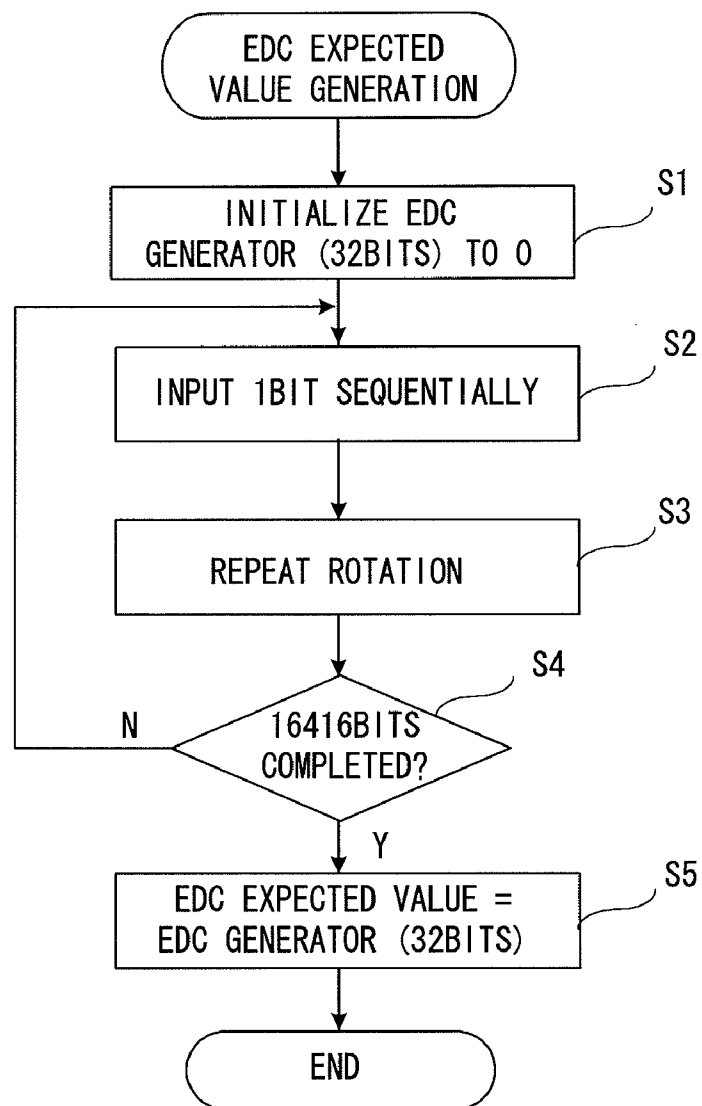 EDC EXPECTED
VALUE GENERATION
S1
INITIALIZE EDC
GENERATOR (32BITS) TO 0
S2
INPUT 1BIT SEQUENTIALLY
S3
REPEAT ROTATION
S4
N
16416BITS
COMPLETED?
Y
S5
EDC EXPECTED VALUE =
EDC GENERATOR (32BITS)
END